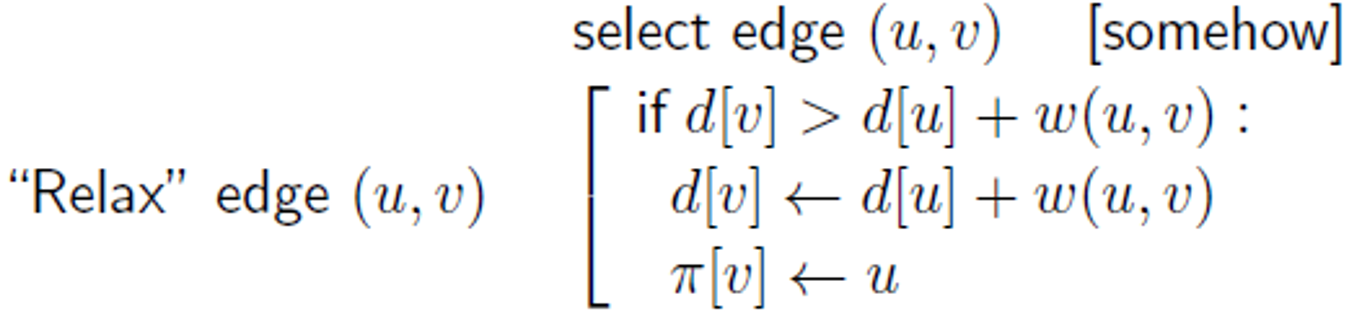 select edge (u, v) [somehow]
if d[v] > d[u] + w(u, v) :
“Relax” edge (u, v) d[v] ← d[u] + w(u, v)
π[v] ← u